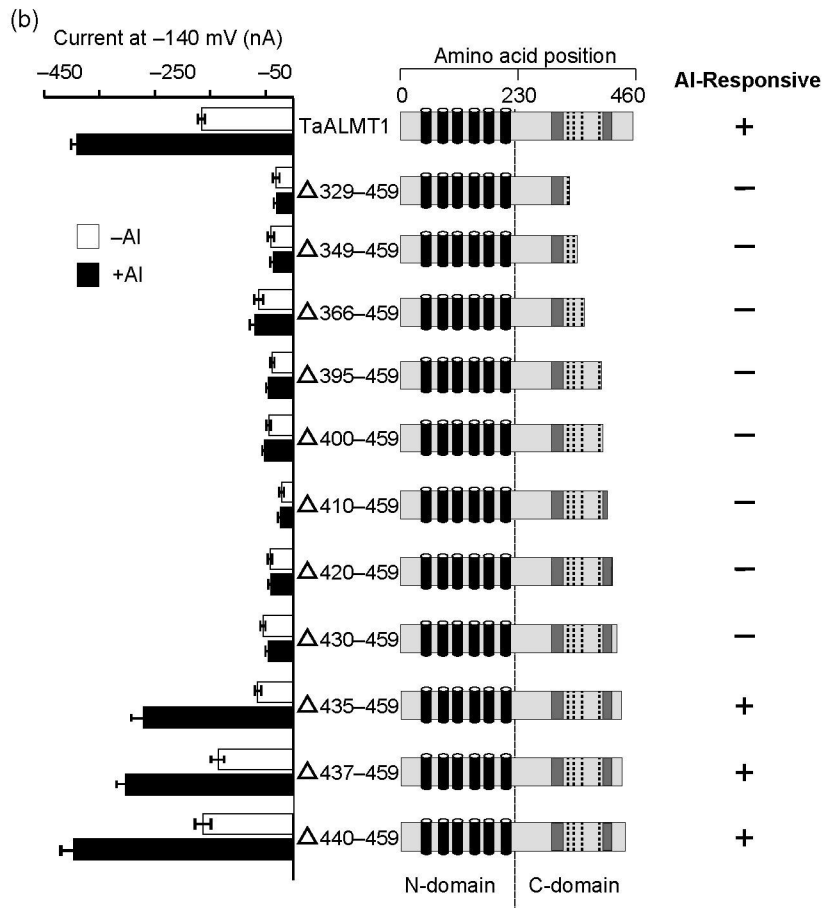 (b)
Current at –140 mV (nA)
–450 –250 –50
Amino acid position
0 230 460
Al-Responsive
TaALMT1 +
Δ329–459 –
–Al
+Al
Δ349–459 –
Δ366–459 –
Δ395–459 –
Δ400–459 –
Δ410–459 –
Δ420–459 –
Δ430–459 –
Δ435–459 +
Δ437–459 +
Δ440–459 +
N-domain C-domain